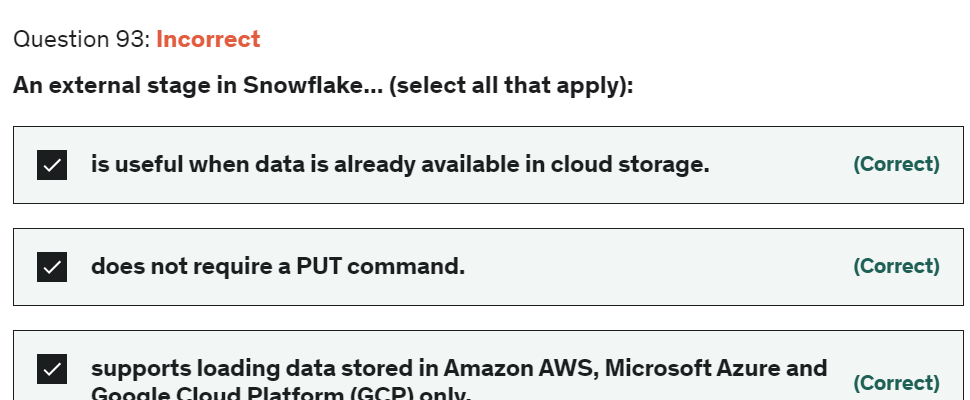 Question 93: Incorrect
An external stage in Snowflake... (select all that apply):
is useful when data is already available in cloud storage.
(Correct)
does not require a PUT command.
(Correct)
supports loading data stored in Amazon AWS, Microsoft Azure and
Google Cloud Platform (GCP) only.
(Correct)